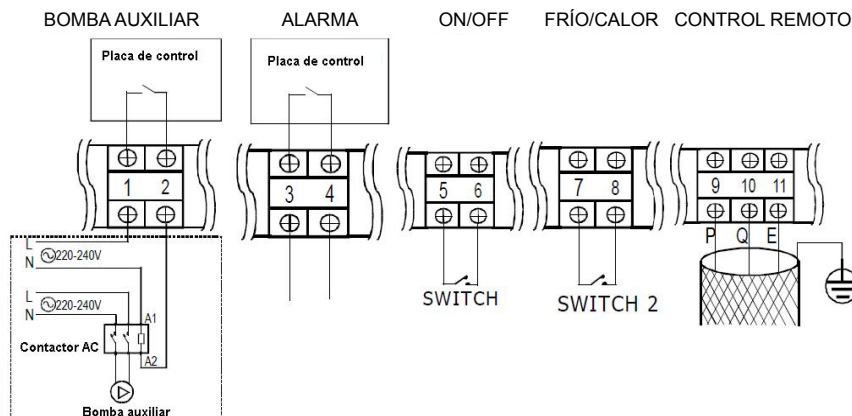 BOMBA AUXILIAR
ALARMA
ON/OFF
FRÍO/CALOR
CONTROL REMOTO
Placa de control
Placa de control
1 2
3 4
5 6
7 8
9 10 11
P Q E
L
N
220-240V
L
N
220-240V
A1
Contactor AC
A2
Bomba auxiliar
SWITCH
SWITCH 2